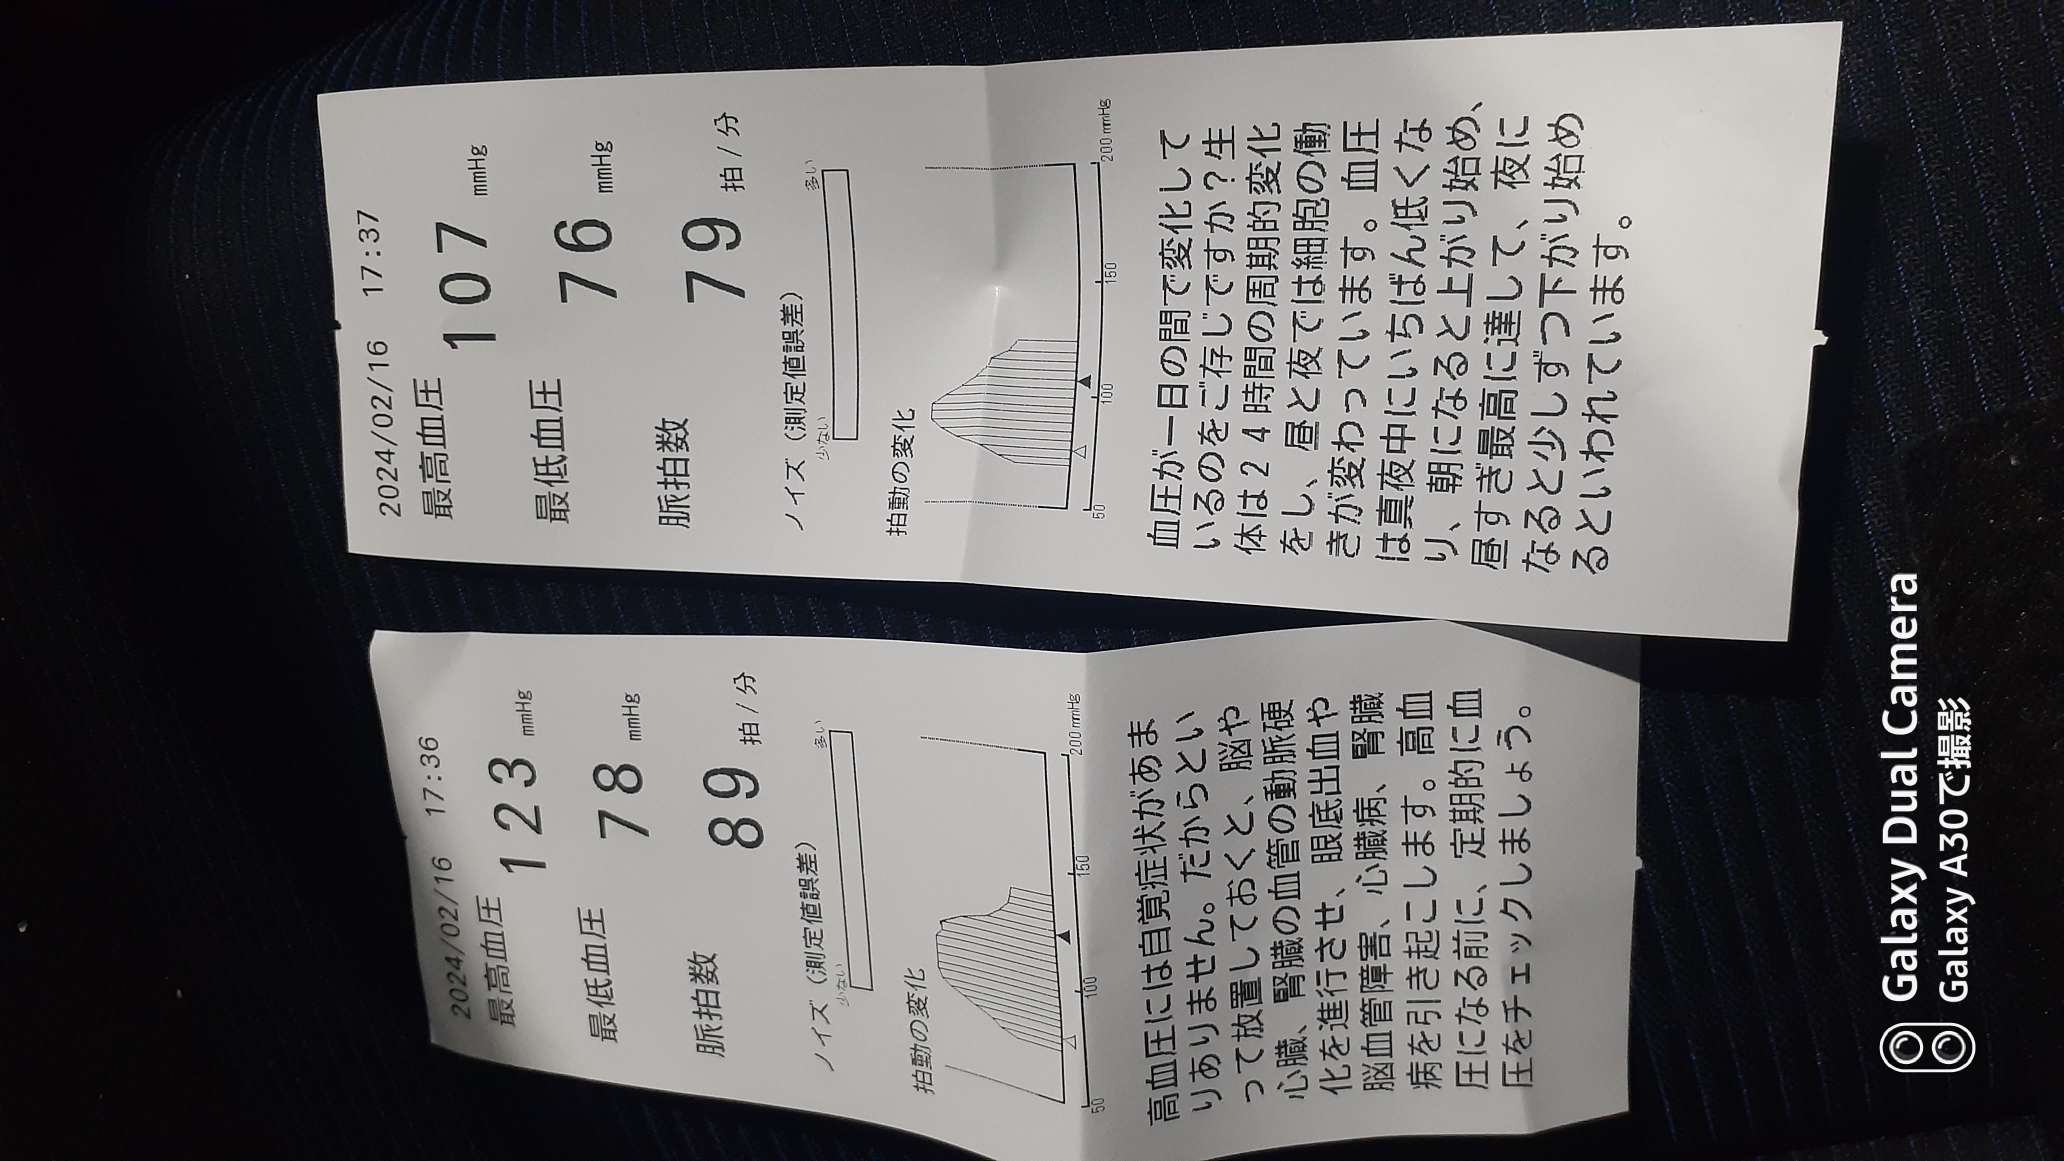 2024/02/16 17:36
最高血圧 123 mmHg
最低血圧 78 mmHg
脈拍数 89 拍/分
ノイズ(測定値誤差)
少ない 多い
拍動の変化
50 100 150 200 mmHg
高血圧には自覚症状があま
りありません。だからとい
って放置しておくと、脳や
心臓、腎臓の血管の動脈硬
化を進行させ、眼底出血や
脳血管障害、心臓病、腎臓
病を引き起こします。高血
圧になる前に、定期的に血
圧をチェックしましょう。
2024/02/16 17:37
最高血圧 107 mmHg
最低血圧 76 mmHg
脈拍数 79 拍/分
ノイズ(測定値誤差)
少ない 多い
拍動の変化
50 100 150 200 mmHg
血圧が一日の間で変化して
いるのをご存じですか?生
体は24時間の周期的変化
をし、昼と夜では細胞の働
きが変わっています。血圧
は真夜中にいちばん低くな
り、朝になると上がり始め、
昼すぎ最高に達して、夜に
なると少しずつ下がり始め
るといわれています。
Galaxy Dual Camera
Galaxy A30で撮影